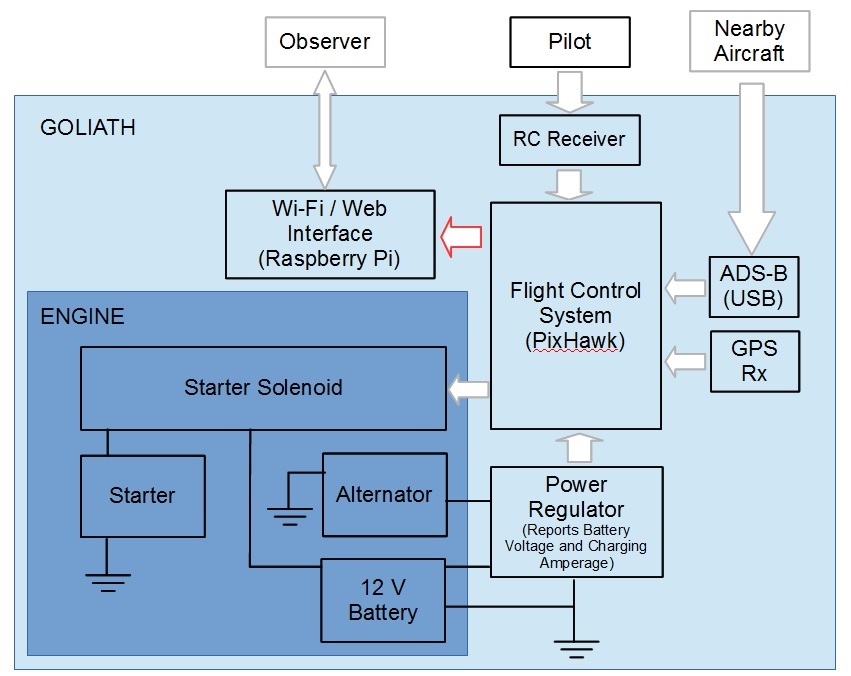 Observer
Pilot
Nearby
Aircraft
GOLIATH
RC Receiver
Wi-Fi / Web
Interface
(Raspberry Pi)
Flight Control
System
(PixHawk)
ADS-B
(USB)
GPS
Rx
ENGINE
Starter Solenoid
Starter
Alternator
Power
Regulator
(Reports Battery
Voltage and Charging
Amperage)
12 V
Battery